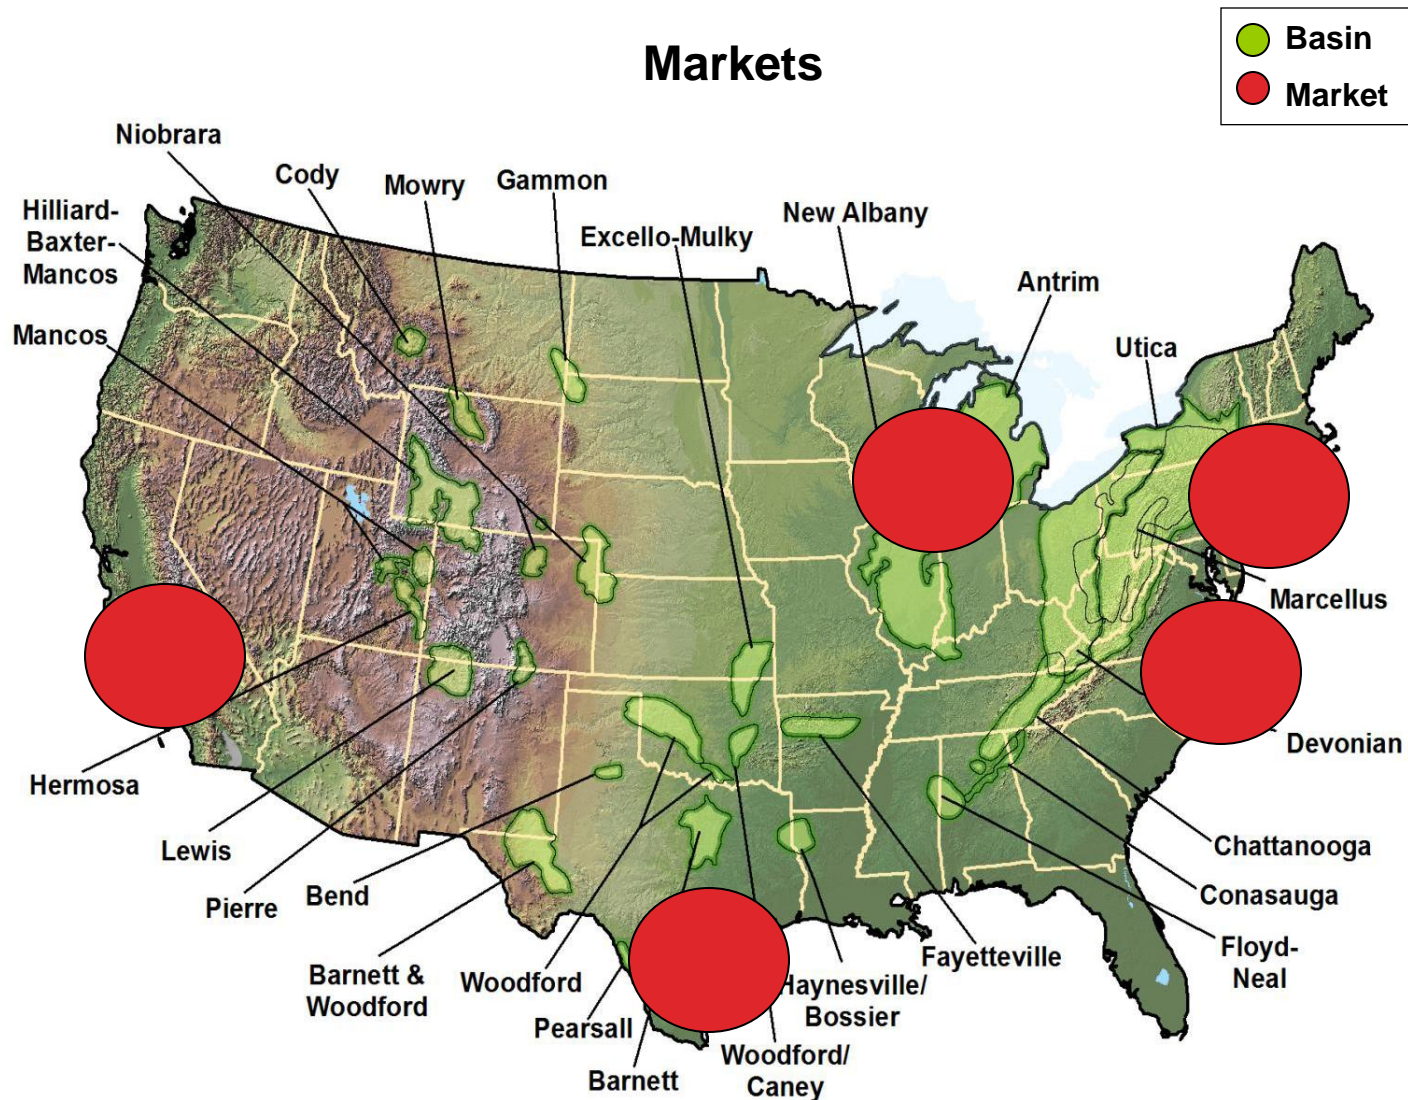 Markets
Basin
Market
Niobrara
Cody
Mowry
Gammon
Hilliard-
Baxter-
Mancos
New Albany
Excello-Mulky
Antrim
Mancos
Utica
Marcellus
Devonian
Hermosa
Lewis
Pierre
Bend
Chattanooga
Conasauga
Floyd-
Neal
Fayetteville
Barnett &
Woodford
Woodford
Pearsall
Haynesville/
Bossier
Barnett
Woodford/
Caney